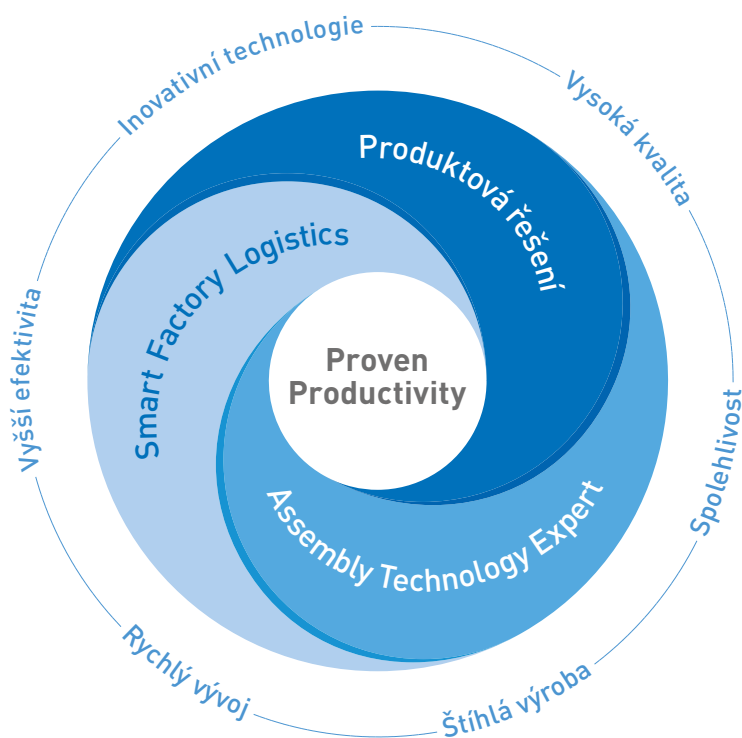 Inovativní technologie
Vysoká kvalita
Spolehlivost
Štíhlá výroba
Rychlý vývoj
Vyšší efektivita
Produktová řešení
Assembly Technology Expert
Smart Factory Logistics
Proven
Productivity